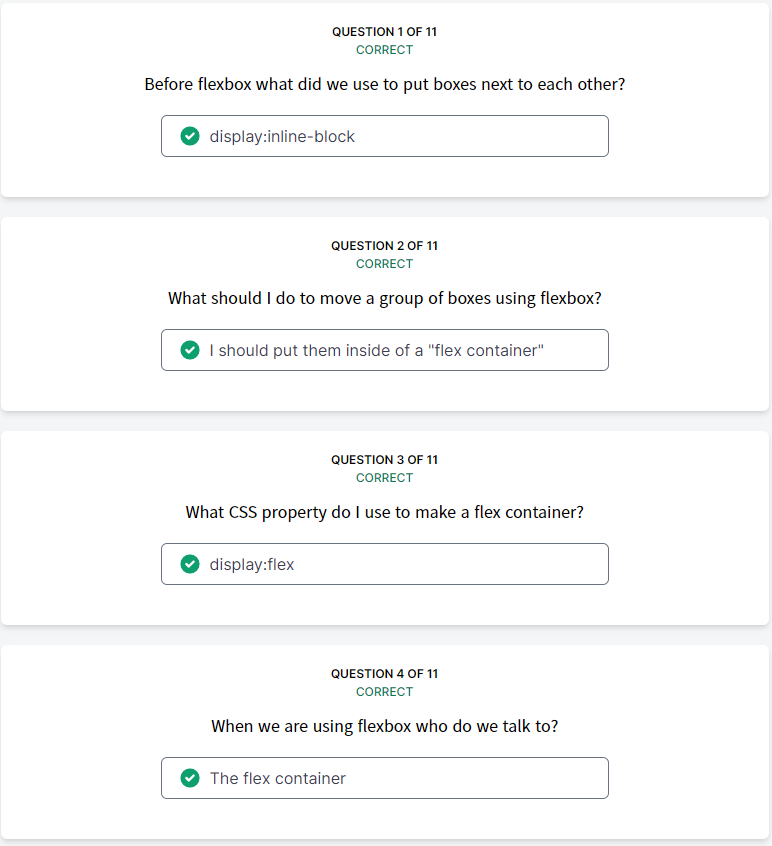 QUESTION 1 OF 11
CORRECT
Before flexbox what did we use to put boxes next to each other?
display:inline-block
QUESTION 2 OF 11
CORRECT
What should I do to move a group of boxes using flexbox?
I should put them inside of a "flex container"
QUESTION 3 OF 11
CORRECT
What CSS property do I use to make a flex container?
display:flex
QUESTION 4 OF 11
CORRECT
When we are using flexbox who do we talk to?
The flex container